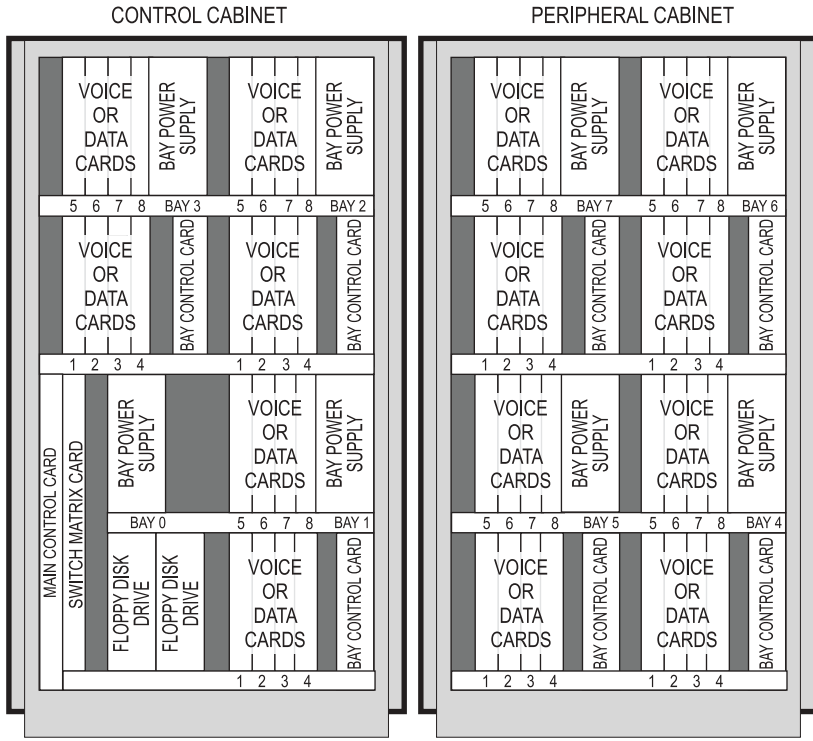 CONTROL CABINET
VOICE
OR
DATA
CARDS
BAY POWER
SUPPLY
VOICE
OR
DATA
CARDS
BAY POWER
SUPPLY
5 6 7 8 BAY 3 5 6 7 8 BAY 2
VOICE
OR
DATA
CARDS
BAY CONTROL CARD
VOICE
OR
DATA
CARDS
BAY CONTROL CARD
1 2 3 4 1 2 3 4
MAIN CONTROL CARD
SWITCH MATRIX CARD
BAY POWER
SUPPLY
VOICE
OR
DATA
CARDS
BAY POWER
SUPPLY
BAY 0 5 6 7 8 BAY 1
FLOPPY DISK
DRIVE
FLOPPY DISK
DRIVE
VOICE
OR
DATA
CARDS
BAY CONTROL CARD
1 2 3 4
PERIPHERAL CABINET
VOICE
OR
DATA
CARDS
BAY POWER
SUPPLY
VOICE
OR
DATA
CARDS
BAY POWER
SUPPLY
5 6 7 8 BAY 7 5 6 7 8 BAY 6
VOICE
OR
DATA
CARDS
BAY CONTROL CARD
VOICE
OR
DATA
CARDS
BAY CONTROL CARD
1 2 3 4 1 2 3 4
VOICE
OR
DATA
CARDS
BAY POWER
SUPPLY
VOICE
OR
DATA
CARDS
BAY POWER
SUPPLY
5 6 7 8 BAY 5 5 6 7 8 BAY 4
VOICE
OR
DATA
CARDS
BAY CONTROL CARD
VOICE
OR
DATA
CARDS
BAY CONTROL CARD
1 2 3 4 1 2 3 4